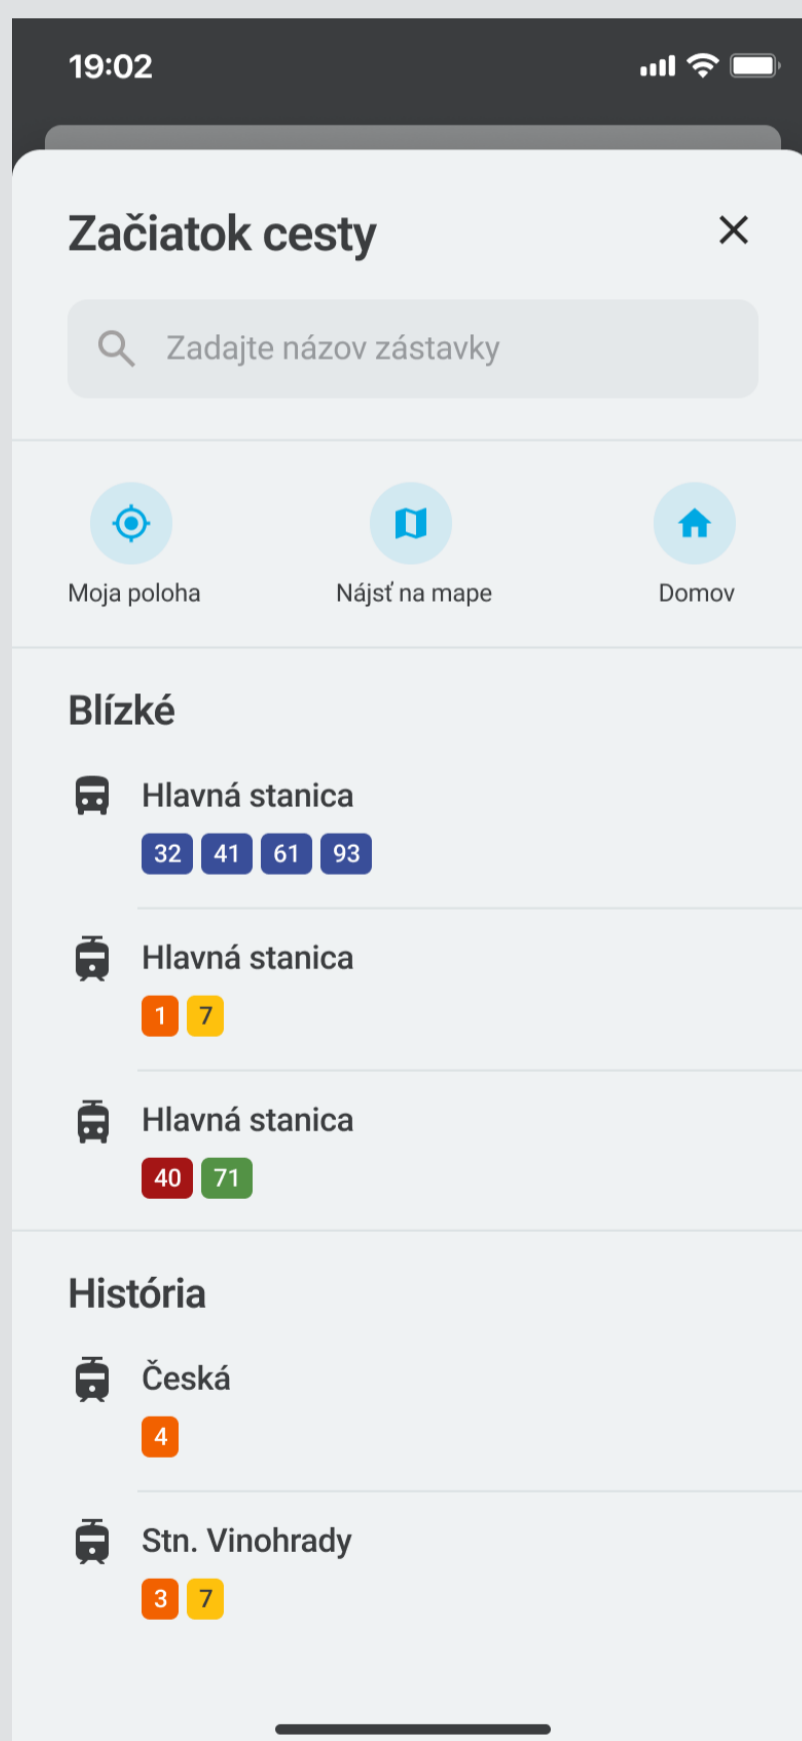 19:02
Začiatok cesty
Zadajte názov zástavky
Moja poloha Nájsť na mape Domov
Blízké
Hlavná stanica
32 41 61 93
Hlavná stanica
1 7
Hlavná stanica
40 71
História
Česká
4
Stn. Vinohrady
3 7